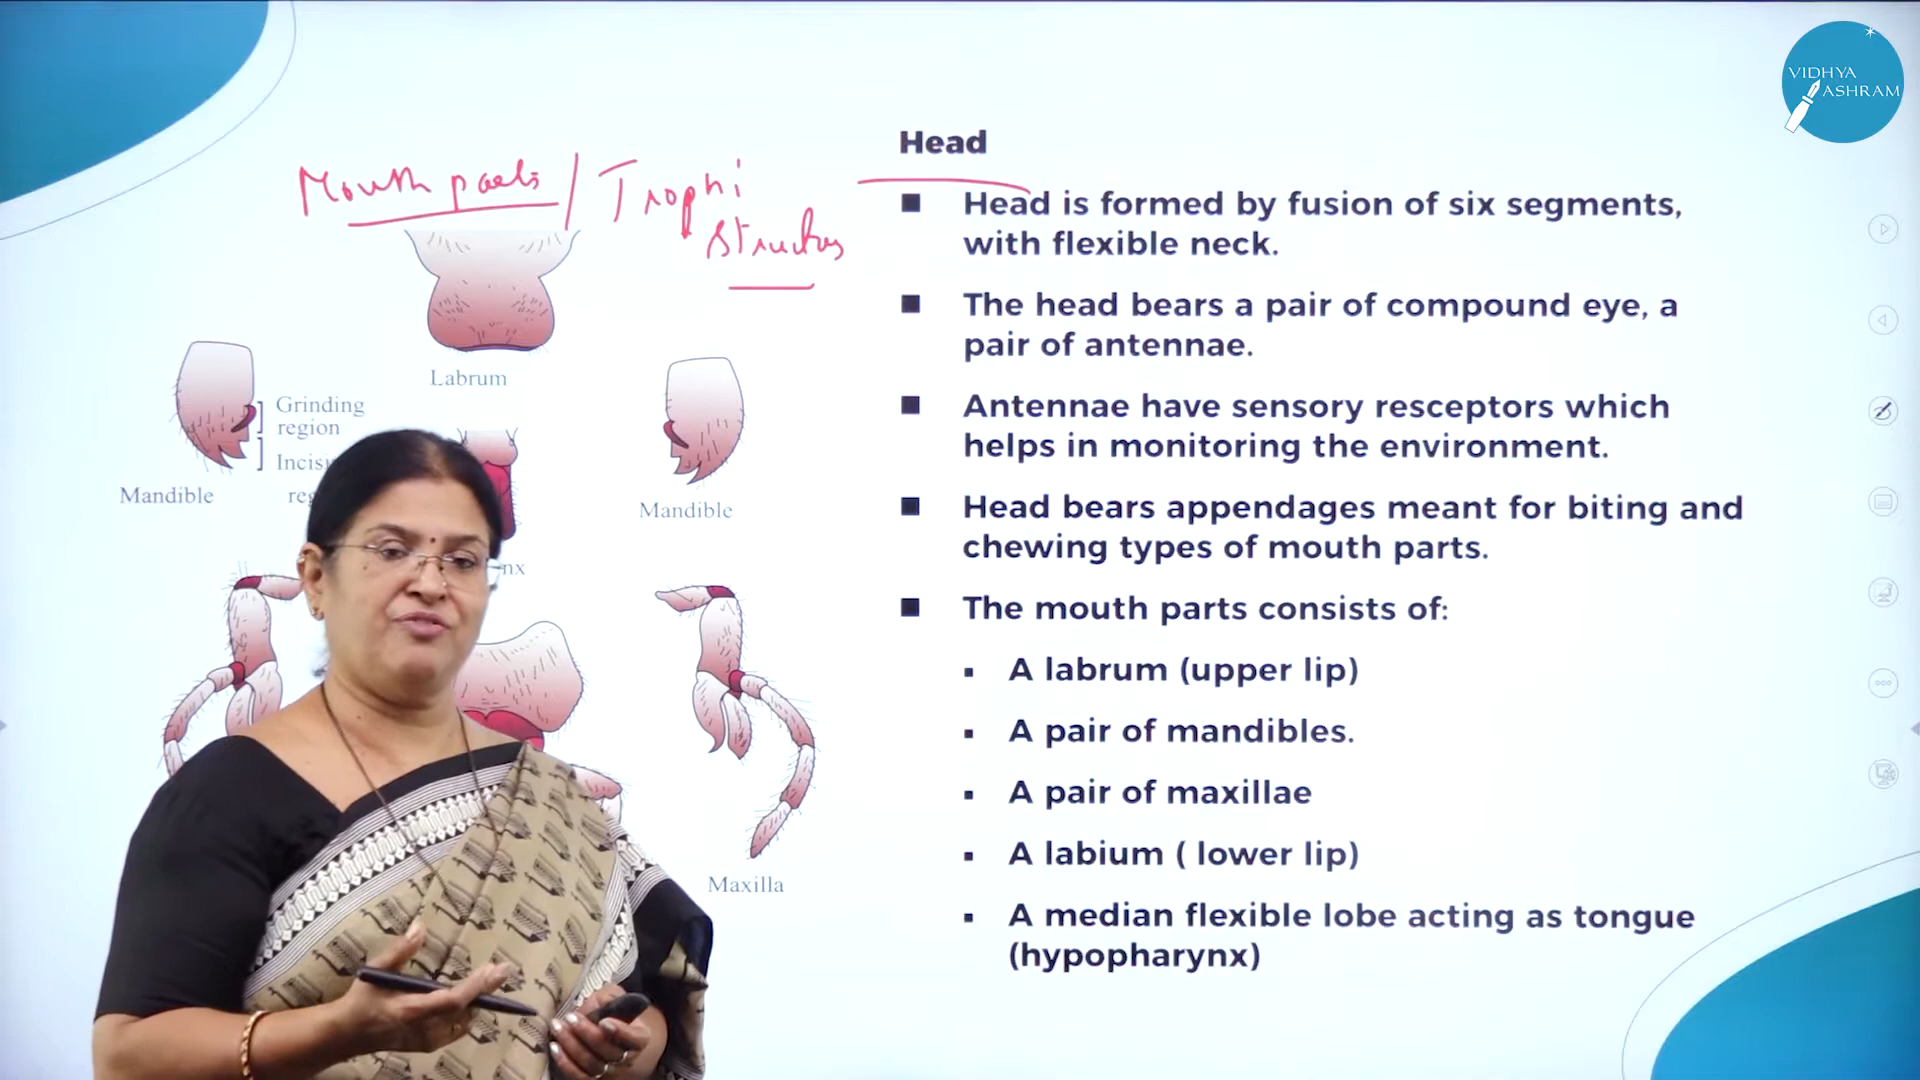 VIDHYA
ASHRAM
Head
Mouth parts / Trophi
Structures
Head is formed by fusion of six segments,
with flexible neck.
The head bears a pair of compound eye, a
pair of antennae.
Antennae have sensory resceptors which
helps in monitoring the environment.
Head bears appendages meant for biting and
chewing types of mouth parts.
The mouth parts consists of:
A labrum (upper lip)
A pair of mandibles.
A pair of maxillae
A labium ( lower lip)
A median flexible lobe acting as tongue
(hypopharynx)
Labrum
Grinding
region
Mandible
Mandible
Maxilla